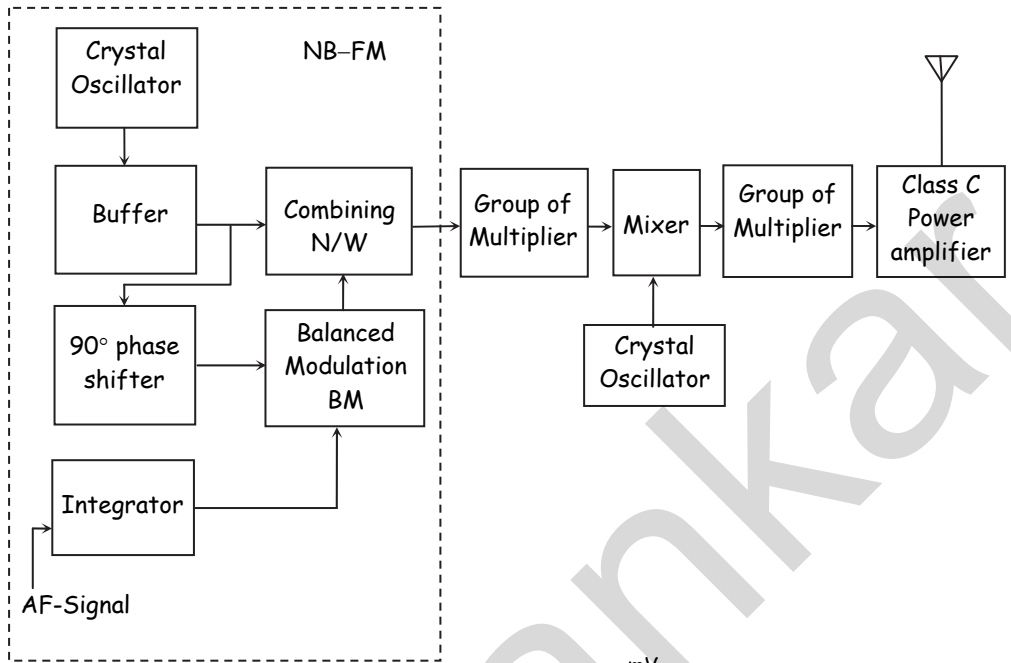 Crystal
Oscillator
NB–FM
Buffer
Combining
N/W
Group of
Multiplier
Mixer
Group of
Multiplier
Class C
Power
amplifier
90° phase
shifter
Balanced
Modulation
BM
Crystal
Oscillator
Integrator
AF-Signal